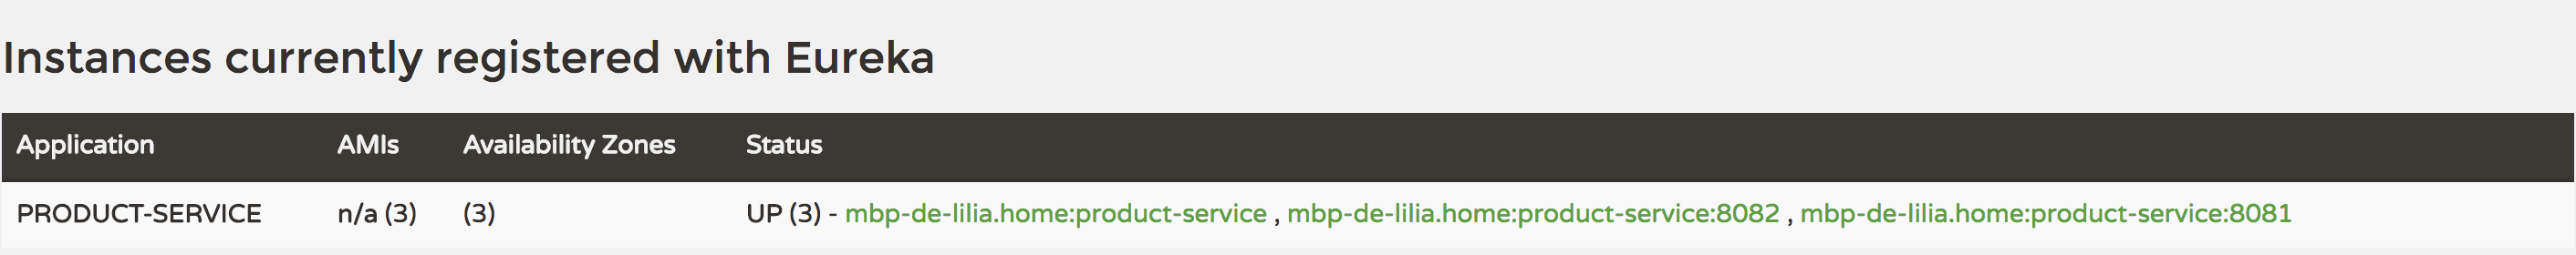 Instances currently registered with Eureka
Application AMIs Availability Zones Status
PRODUCT-SERVICE n/a (3) (3) UP (3) - mbp-de-lilia.home:product-service , mbp-de-lilia.home:product-service:8082 , mbp-de-lilia.home:product-service:8081